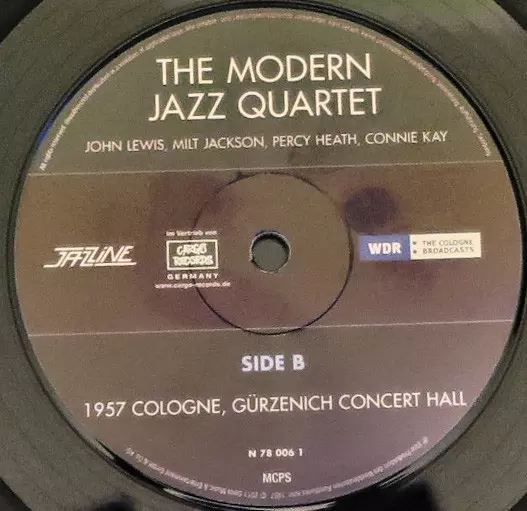 THE MODERN
JAZZ QUARTET
JOHN LEWIS, MILT JACKSON, PERCY HEATH, CONNIE KAY
JAZZLINE
im Vertrieb von
CARGO
RECORDS
GERMANY
www.cargo-records.de
WDR
THE COLOGNE
BROADCASTS
SIDE B
1957 COLOGNE, GÜRZENICH CONCERT HALL
N 78 006 1
MCPS